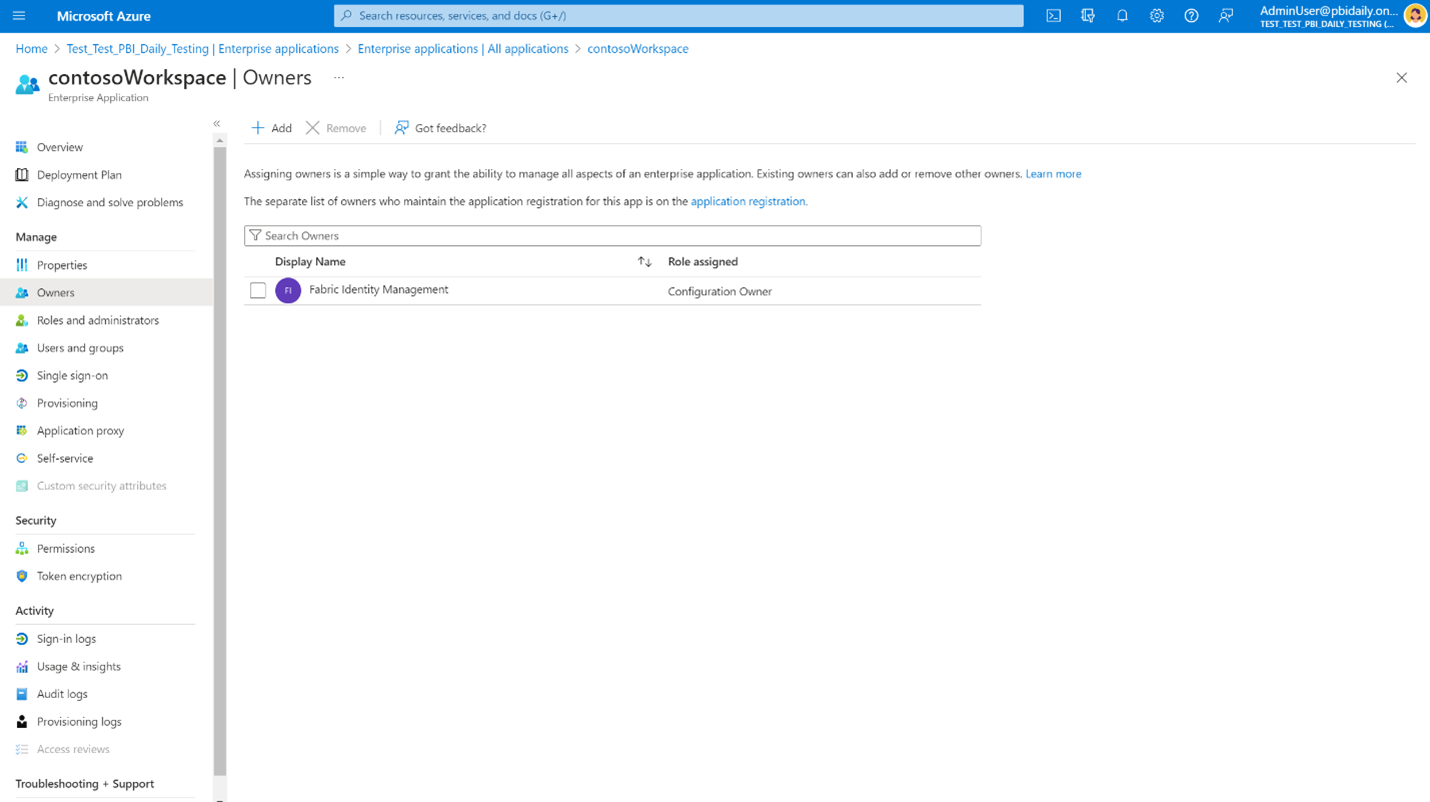 Microsoft Azure
Search resources, services, and docs (G+/)
AdminUser@pbidaily.on...
TEST_TEST_PBI_DAILY_TESTING (...
Home > Test_Test_PBI_Daily_Testing | Enterprise applications > Enterprise applications | All applications > contosoWorkspace
contosoWorkspace | Owners ...
Enterprise Application
Add Remove Got feedback?
Overview
Deployment Plan
Diagnose and solve problems
Manage
Properties
Owners
Roles and administrators
Users and groups
Single sign-on
Provisioning
Application proxy
Self-service
Custom security attributes
Security
Permissions
Token encryption
Activity
Sign-in logs
Usage & insights
Audit logs
Provisioning logs
Access reviews
Troubleshooting + Support
Assigning owners is a simple way to grant the ability to manage all aspects of an enterprise application. Existing owners can also add or remove other owners. Learn more
The separate list of owners who maintain the application registration for this app is on the application registration.
Search Owners
Display Name Role assigned
FI Fabric Identity Management Configuration Owner